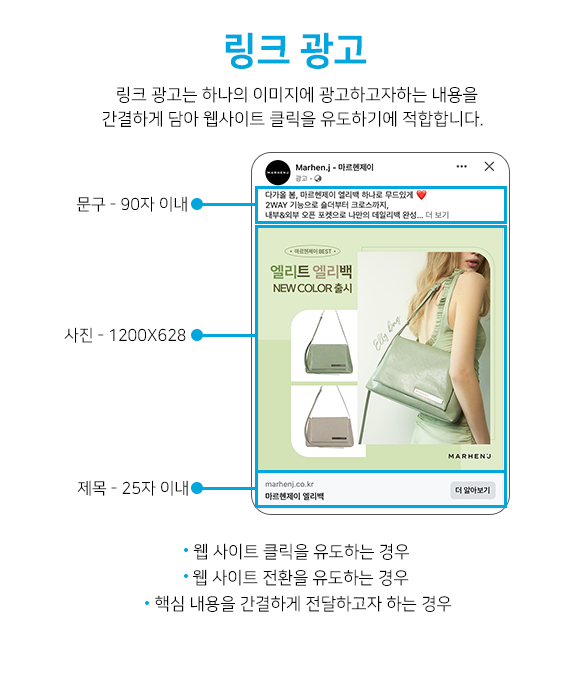 링크 광고
링크 광고는 하나의 이미지에 광고하고자하는 내용을
간결하게 담아 웹사이트 클릭을 유도하기에 적합합니다.
MARHENJ
Marhen.j - 마르헨제이
광고 ·
문구 - 90자 이내
다가올 봄, 마르헨제이 엘리백 하나로 무드있게 ❤️
2WAY 기능으로 숄더부터 크로스까지,
내부&외부 오픈 포켓으로 나만의 데일리백 완성... 더 보기
• 마르헨제이 BEST •
엘리트 엘리백
NEW COLOR 출시
Elly bag
사진 - 1200X628
MARHENJ
제목 - 25자 이내
marhenj.co.kr
마르헨제이 엘리백
더 알아보기
• 웹 사이트 클릭을 유도하는 경우
• 웹 사이트 전환을 유도하는 경우
• 핵심 내용을 간결하게 전달하고자 하는 경우